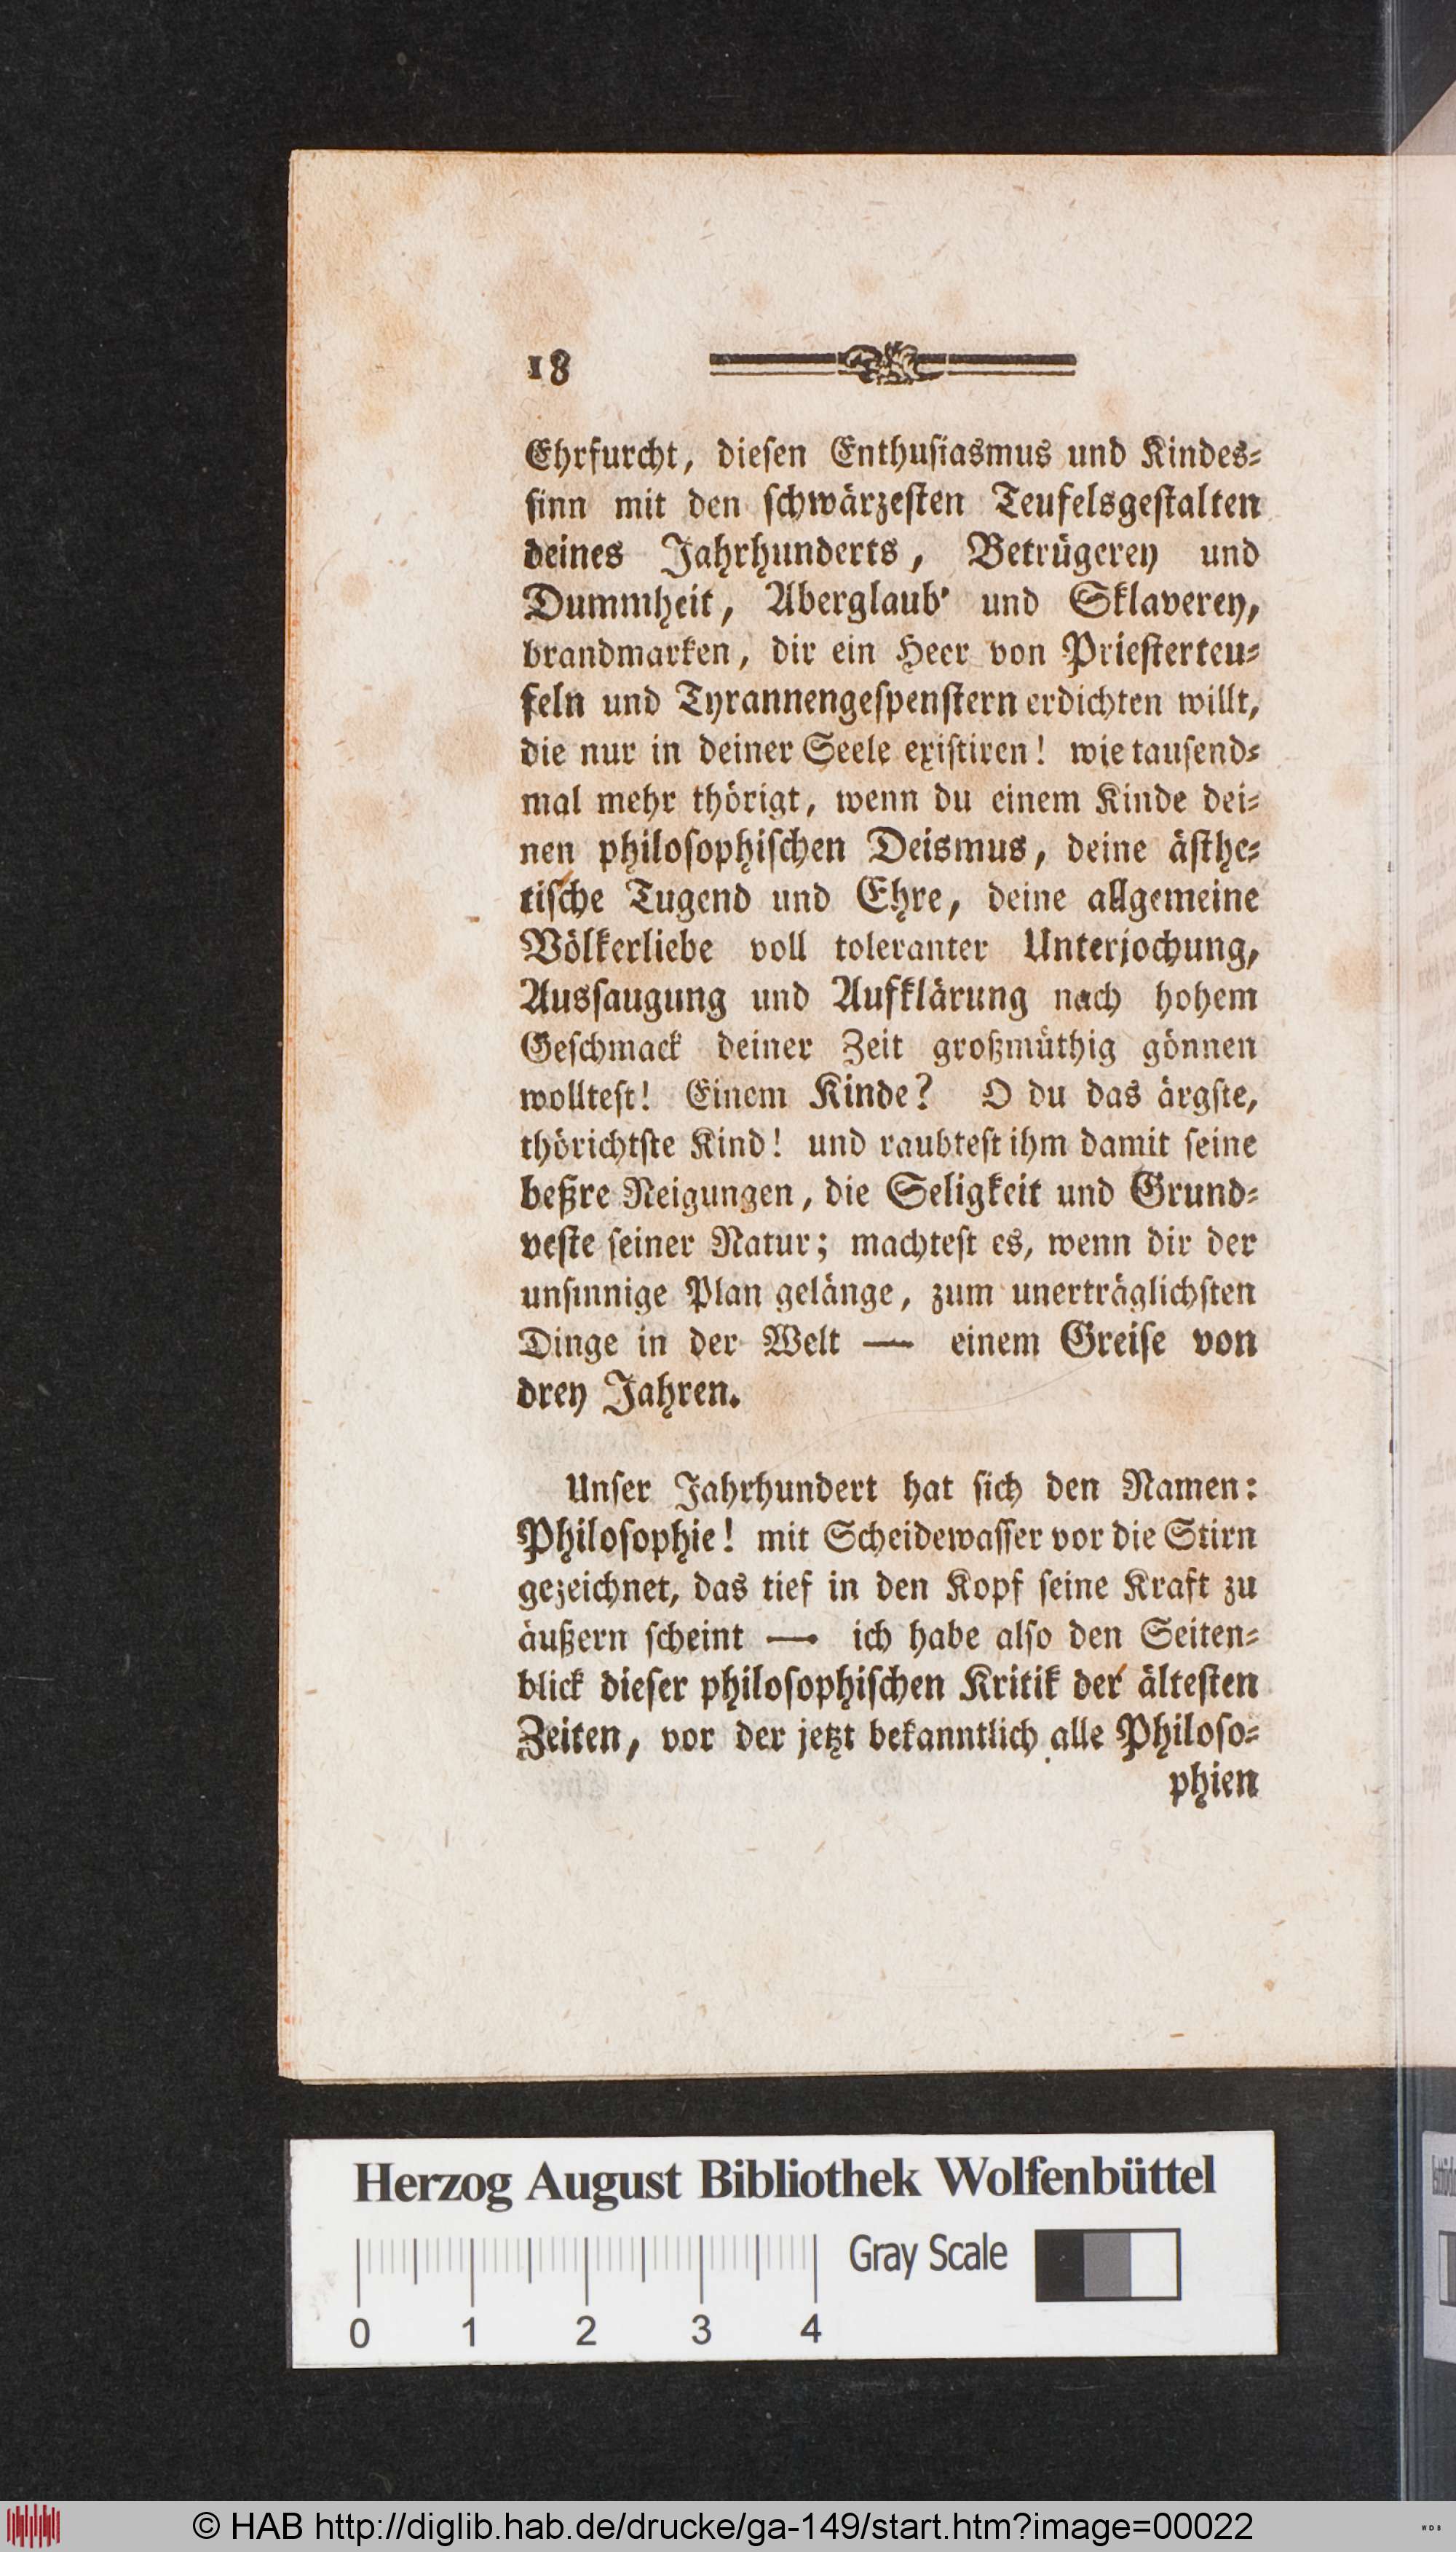 18
Ehrfurcht, dieſen Enthuſiasmus und Kindes⸗
ſinn mit den ſchwärzeſten Teufelsgeſtalten
deines Jahrhunderts, Betrügerey und
Dummheit, Aberglaub' und Sklaverey,
brandmarken, dir ein Heer von Prieſterteu⸗
feln und Tyrannengeſpenſtern erdichten willt,
die nur in deiner Seele exiſtiren! wie tauſend⸗
mal mehr thörigt, wenn du einem Kinde dei⸗
nen philoſophiſchen Deismus, deine äſthe⸗
tiſche Tugend und Ehre, deine allgemeine
Völkerliebe voll toleranter Unterjochung,
Ausſaugung und Aufklärung nach hohem
Geſchmack deiner Zeit großmüthig gönnen
wollteſt! Einem Kinde? O du das ärgſte,
thörichtſte Kind! und raubteſt ihm damit ſeine
beßre Neigungen, die Seligkeit und Grund⸗
veſte ſeiner Natur; machteſt es, wenn dir der
unſinnige Plan gelänge, zum unerträglichſten
Dinge in der Welt — einem Greiſe von
drey Jahren.
Unſer Jahrhundert hat ſich den Namen:
Philoſophie! mit Scheidewaſſer vor die Stirn
gezeichnet, das tief in den Kopf ſeine Kraft zu
äußern ſcheint — ich habe alſo den Seiten⸗
blick dieſer philoſophiſchen Kritik der älteſten
Zeiten, vor der jetzt bekanntlich alle Philoſo⸗
phien
Herzog August Bibliothek Wolfenbüttel
Gray Scale
0 1 2 3 4
© HAB http://diglib.hab.de/drucke/ga-149/start.htm?image=00022